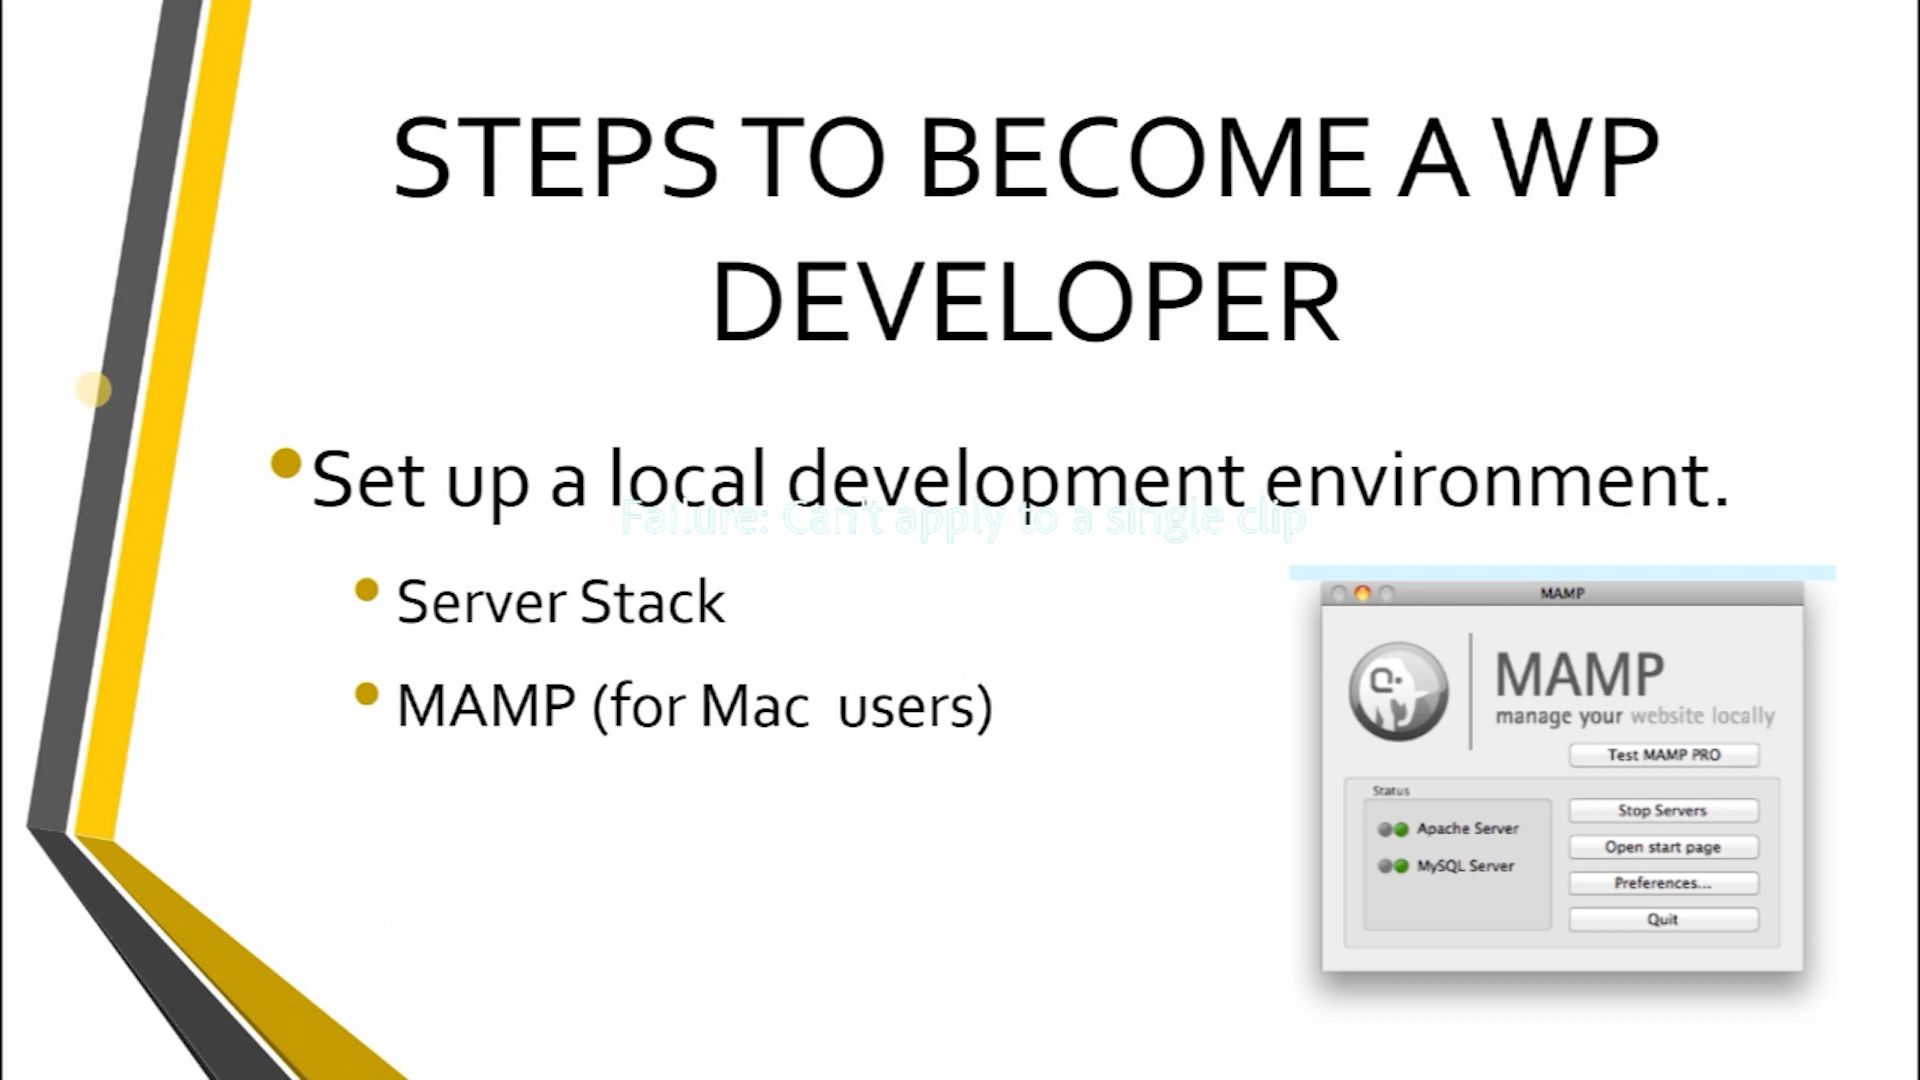 STEPS TO BECOME A WP
DEVELOPER
Set up a local development environment.
Failure: Can't apply to a single clip
Server Stack
MAMP (for Mac users)
MAMP
MAMP
manage your website locally
Test MAMP PRO
Status
Apache Server
MySQL Server
Stop Servers
Open start page
Preferences...
Quit